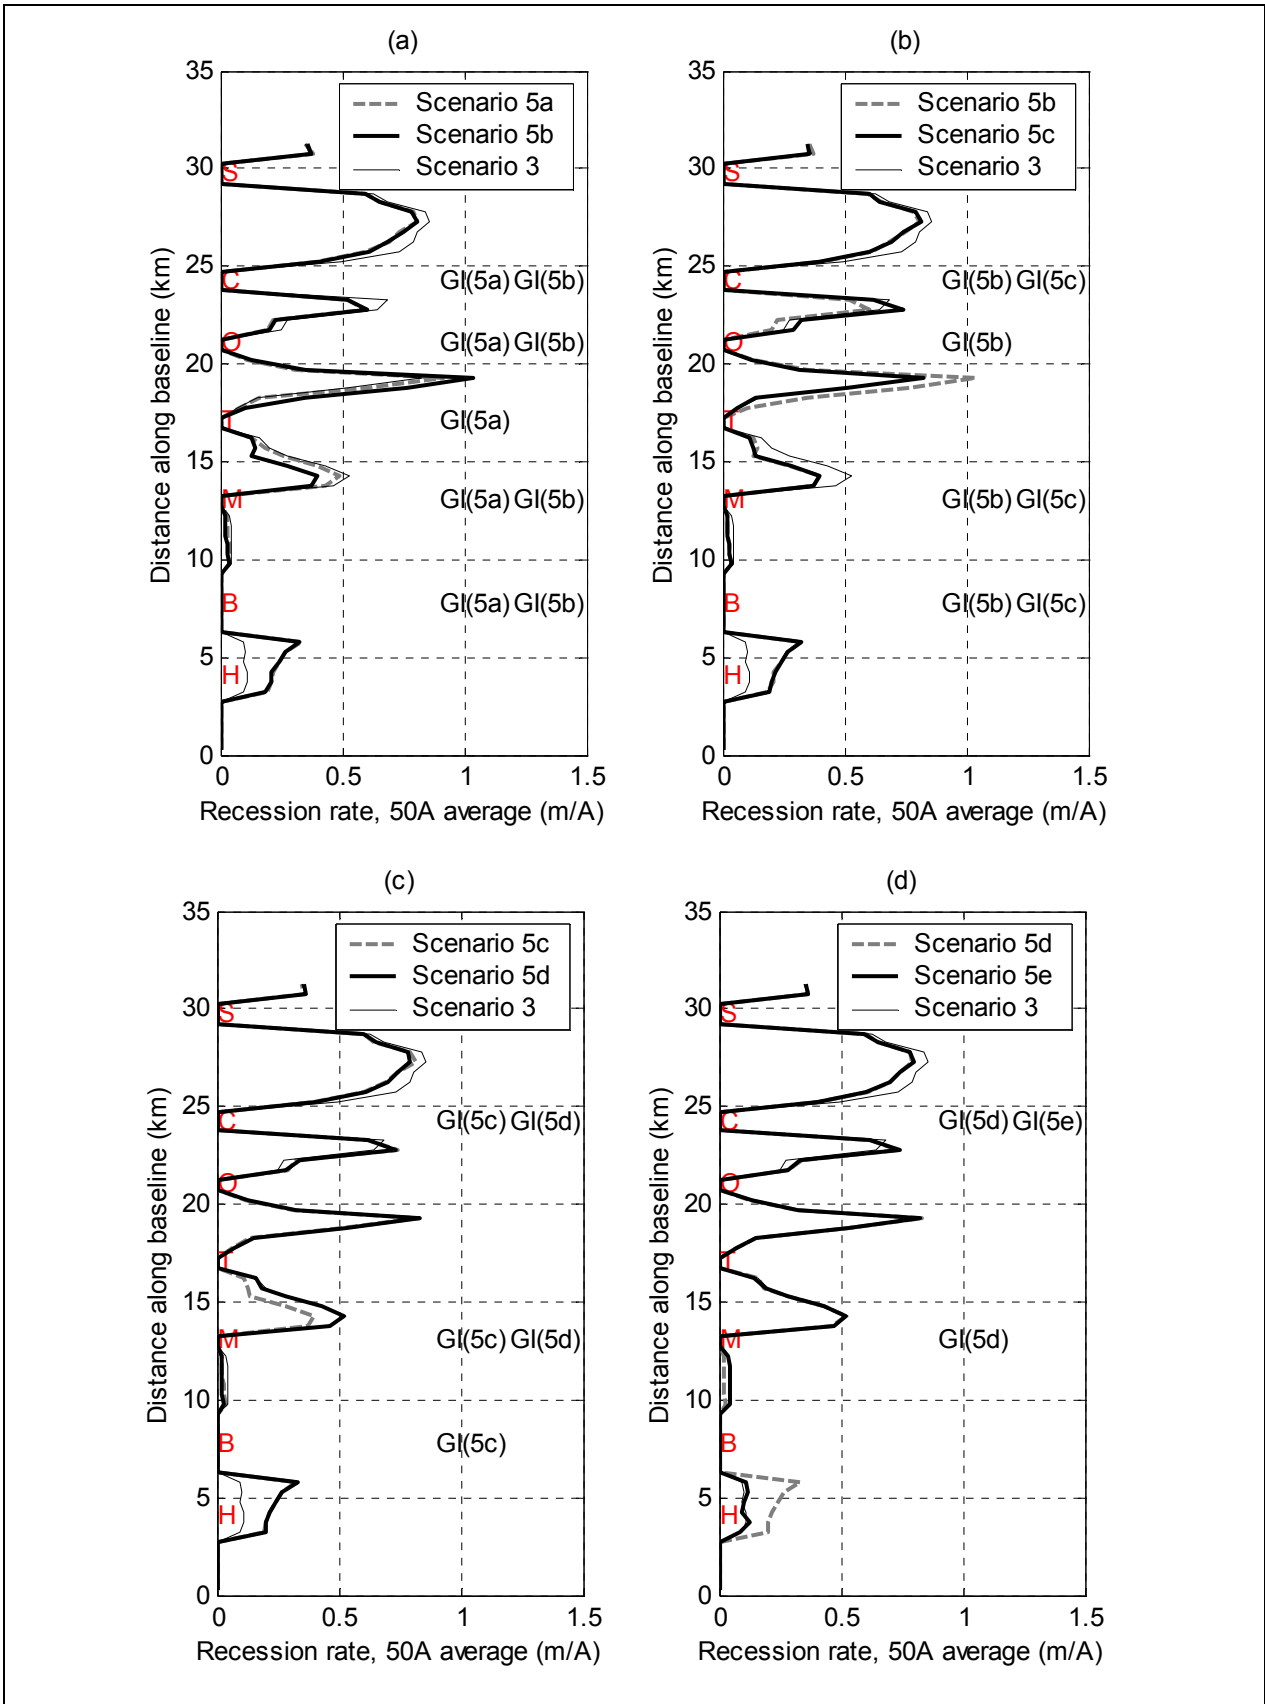 (a)
35
30
25
20
15
10
5
0
0 0.5 1 1.5
Distance along baseline (km)
Recession rate, 50A average (m/A)
Scenario 5a
Scenario 5b
Scenario 3
S
C GI(5a) GI(5b)
O GI(5a) GI(5b)
T GI(5a)
M GI(5a) GI(5b)
B GI(5a) GI(5b)
H
(b)
35
30
25
20
15
10
5
0
0 0.5 1 1.5
Distance along baseline (km)
Recession rate, 50A average (m/A)
Scenario 5b
Scenario 5c
Scenario 3
S
C GI(5b) GI(5c)
O GI(5b)
T
M GI(5b) GI(5c)
B GI(5b) GI(5c)
H
(c)
35
30
25
20
15
10
5
0
0 0.5 1 1.5
Distance along baseline (km)
Recession rate, 50A average (m/A)
Scenario 5c
Scenario 5d
Scenario 3
S
C GI(5c) GI(5d)
O
T
M GI(5c) GI(5d)
B GI(5c)
H
(d)
35
30
25
20
15
10
5
0
0 0.5 1 1.5
Distance along baseline (km)
Recession rate, 50A average (m/A)
Scenario 5d
Scenario 5e
Scenario 3
S
C GI(5d) GI(5e)
O
T
M GI(5d)
B
H